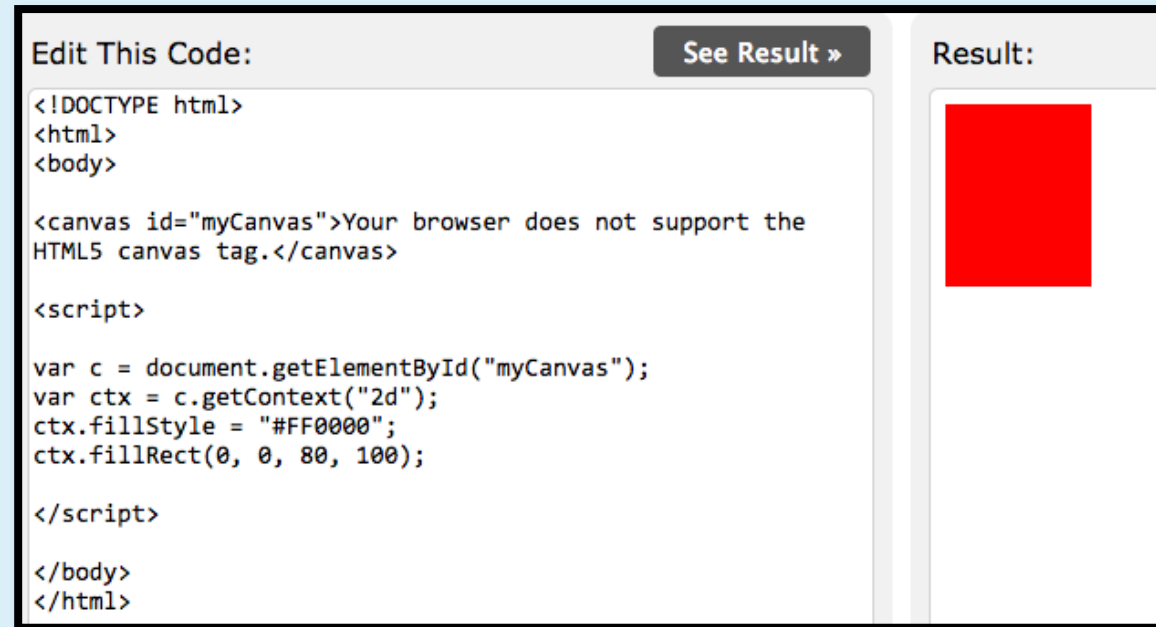 Edit This Code:
See Result »
Result:
<!DOCTYPE html>
<html>
<body>
<canvas id="myCanvas">Your browser does not support the
HTML5 canvas tag.</canvas>
<script>
var c = document.getElementById("myCanvas");
var ctx = c.getContext("2d");
ctx.fillStyle = "#FF0000";
ctx.fillRect(0, 0, 80, 100);
</script>
</body>
</html>